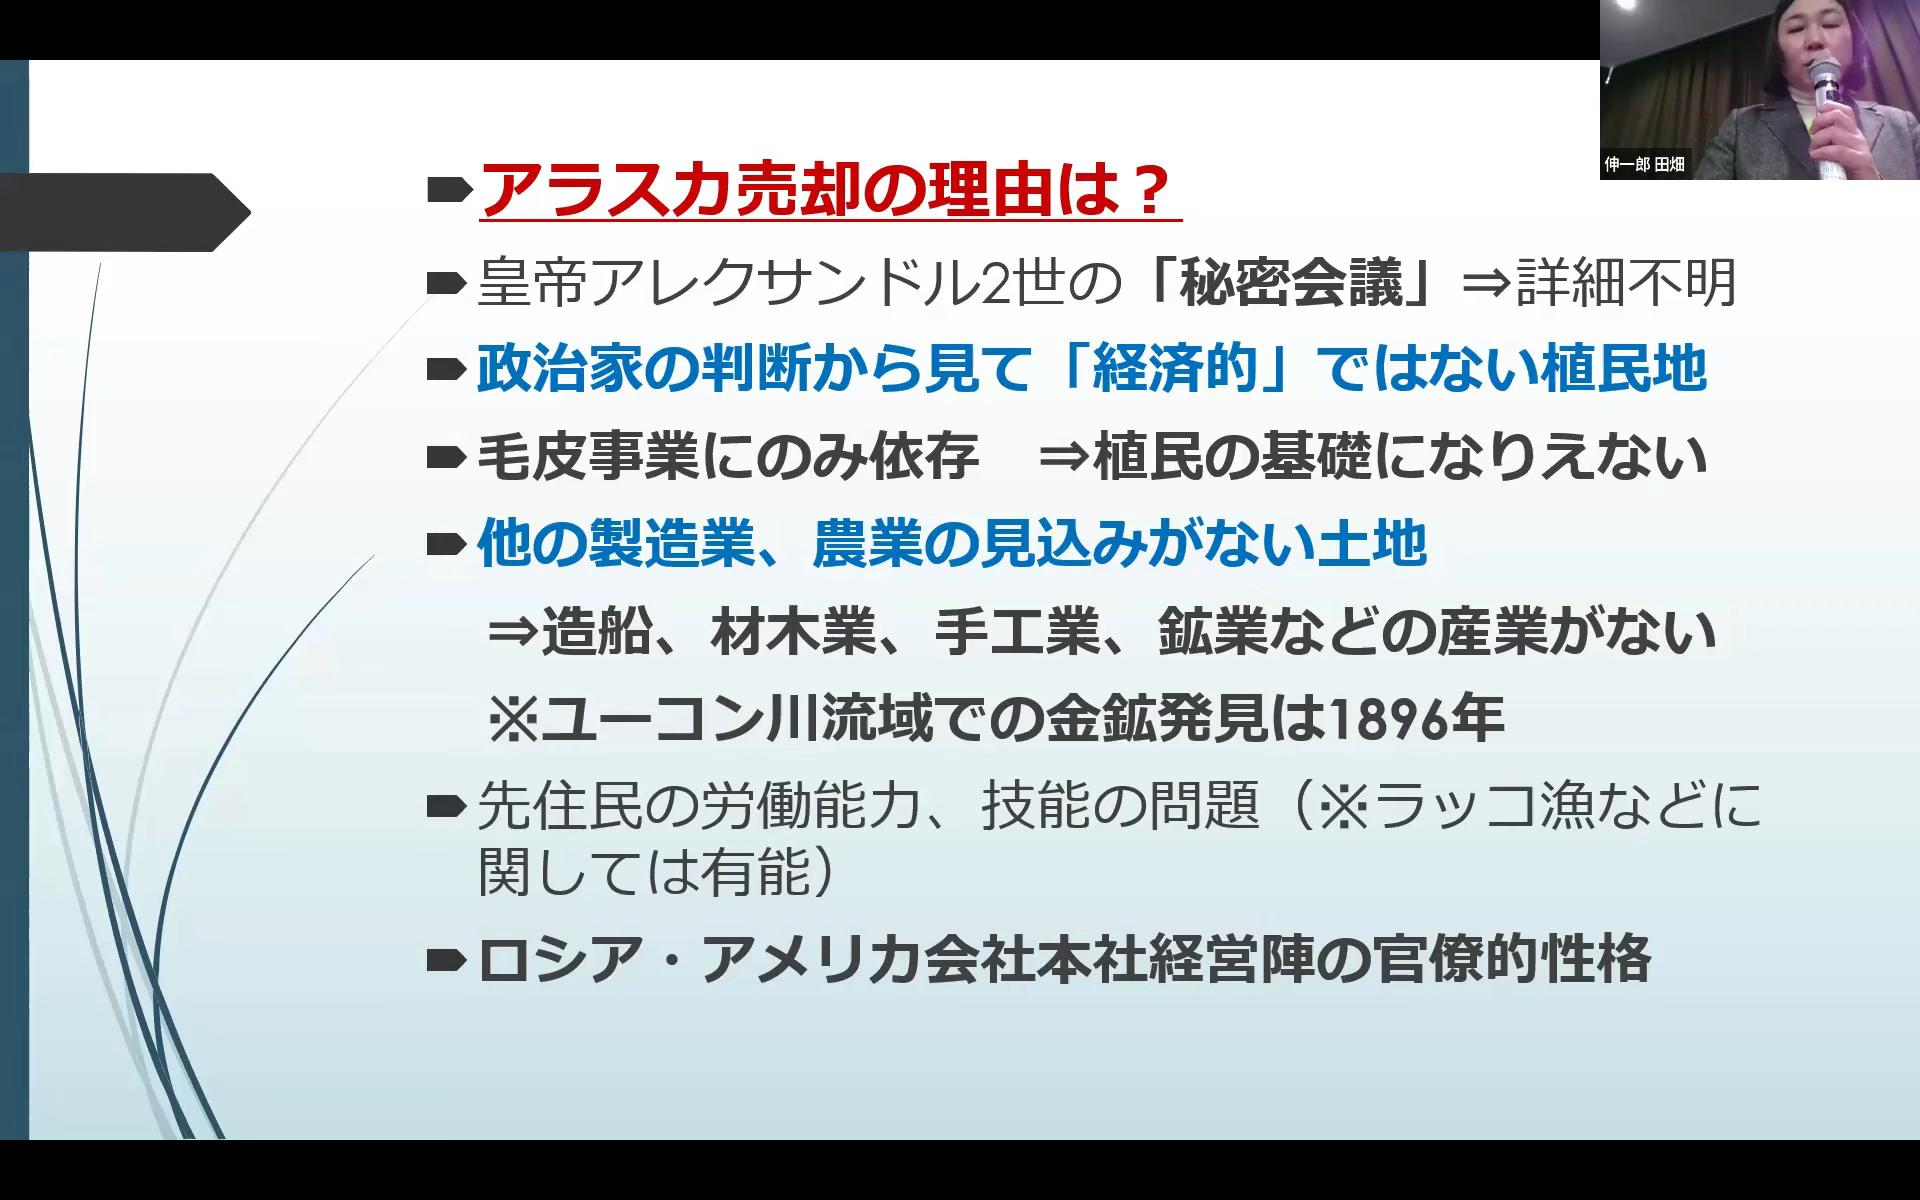 伸一郎 田畑
アラスカ売却の理由は？
皇帝アレクサンドル2世の「秘密会議」⇒詳細不明
政治家の判断から見て「経済的」ではない植民地
毛皮事業にのみ依存　⇒植民の基礎になりえない
他の製造業、農業の見込みがない土地
⇒造船、材木業、手工業、鉱業などの産業がない
※ユーコン川流域での金鉱発見は1896年
先住民の労働能力、技能の問題（※ラッコ漁などに
関しては有能）
ロシア・アメリカ会社本社経営陣の官僚的性格